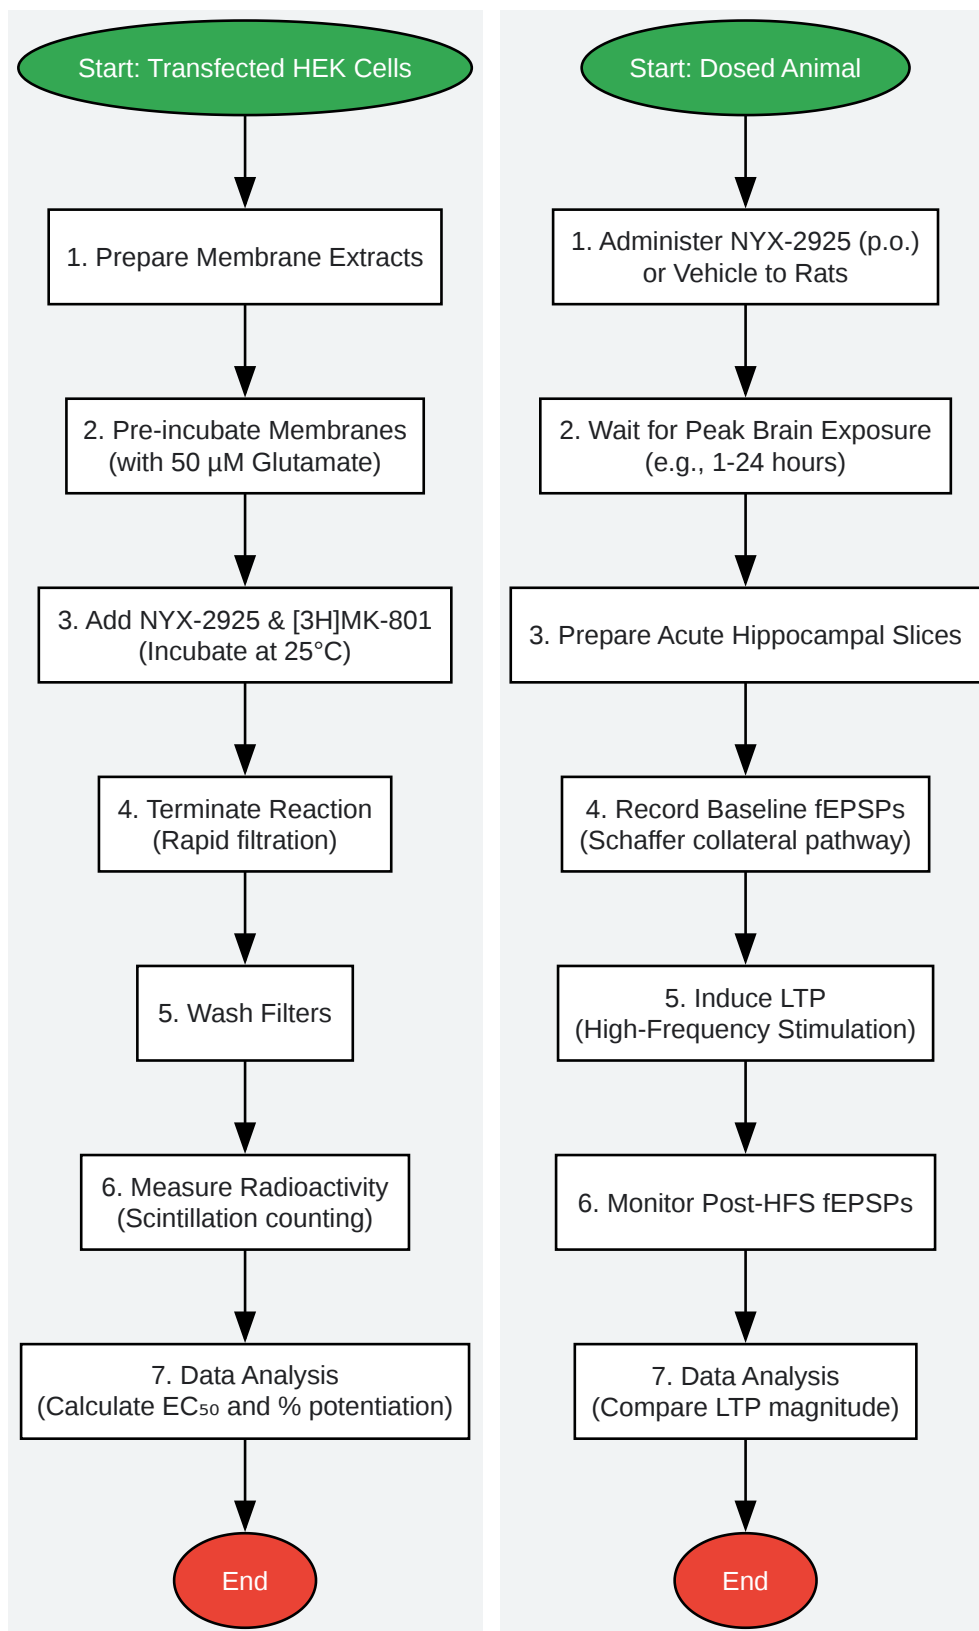 Start: Transfected HEK Cells
1. Prepare Membrane Extracts
2. Pre-incubate Membranes
(with 50 µM Glutamate)
3. Add NYX-2925 & [3H]MK-801
(Incubate at 25°C)
4. Terminate Reaction
(Rapid filtration)
5. Wash Filters
6. Measure Radioactivity
(Scintillation counting)
7. Data Analysis
(Calculate EC₅₀ and % potentiation)
End
Start: Dosed Animal
1. Administer NYX-2925 (p.o.)
or Vehicle to Rats
2. Wait for Peak Brain Exposure
(e.g., 1-24 hours)
3. Prepare Acute Hippocampal Slices
4. Record Baseline fEPSPs
(Schaffer collateral pathway)
5. Induce LTP
(High-Frequency Stimulation)
6. Monitor Post-HFS fEPSPs
7. Data Analysis
(Compare LTP magnitude)
End